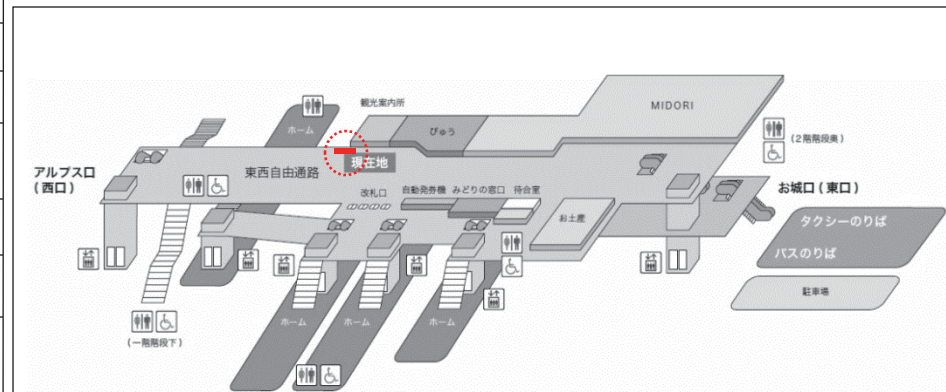 観光案内所
MIDORI
ホーム
びゅう
(2階階段奥)
アルプス口
(西口)
東西自由通路
現在地
改札口
自動発券機
みどりの窓口
待合室
お城口(東口)
お土産
タクシーのりば
バスのりば
駐車場
ホーム
ホーム
ホーム
(一階階段下)